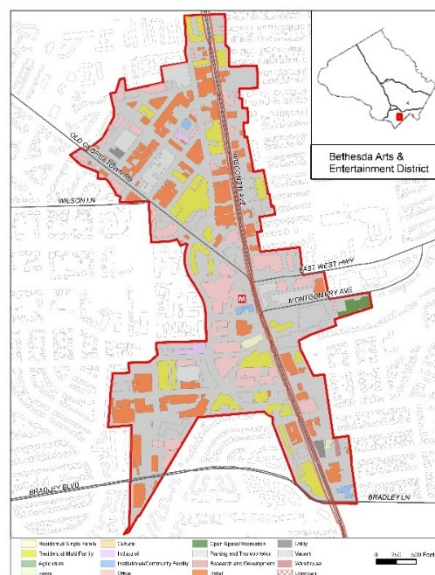 Bethesda Arts &
Entertainment District
OLD GEORGETOWN RD
WISCONSIN AVE
WILSON LN
EAST WEST HWY
MONTGOMERY AVE
M
BRADLEY BLVD
BRADLEY LN
Residential Single Family
Residential Multi Family
Agriculture
Culture
Industrial
Institutional/Community Facility
Office
Open Space/Recreation
Parking and Transportation
Research and Development
Retail
Utility
Vacant
Warehouse